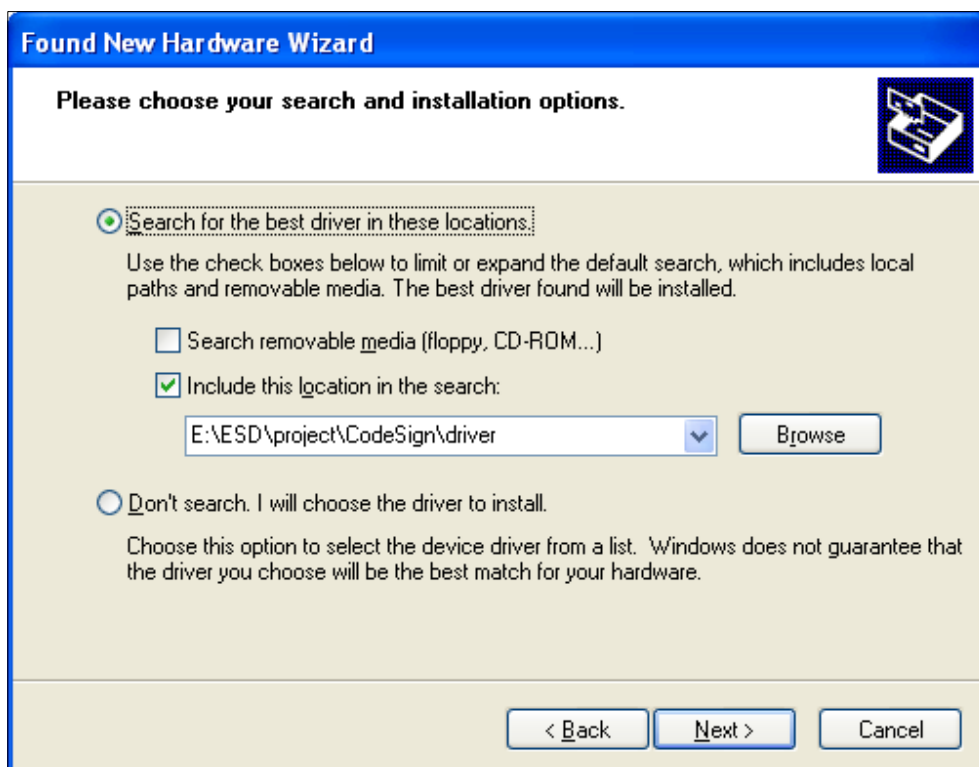 Found New Hardware Wizard
Please choose your search and installation options.
Search for the best driver in these locations.
Use the check boxes below to limit or expand the default search, which includes local
paths and removable media. The best driver found will be installed.
Search removable media (floppy, CD-ROM...)
Include this location in the search:
E:\ESD\project\CodeSign\driver
Browse
Don't search. I will choose the driver to install.
Choose this option to select the device driver from a list.  Windows does not guarantee that
the driver you choose will be the best match for your hardware.
< Back
Next >
Cancel